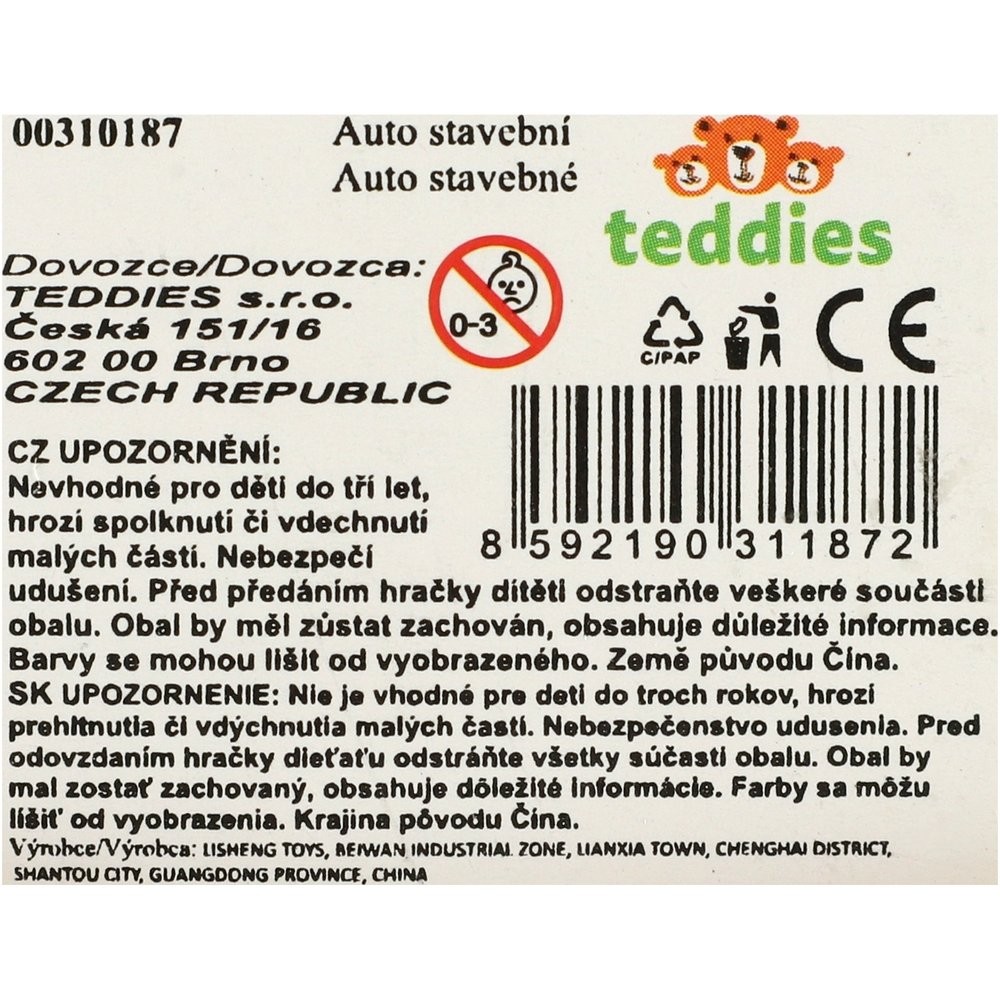 00310187
Auto stavební
Auto stavebné
teddies
Dovozce/Dovozca:
TEDDIES s.r.o.
Česká 151/16
602 00 Brno
CZECH REPUBLIC
0-3
C/PAP
CE
8 592190 311872
CZ UPOZORNĚNÍ:
Nevhodné pro děti do tří let,
hrozí spolknutí či vdechnutí
malých částí. Nebezpečí
udušení. Před předáním hračky dítěti odstraňte veškeré součásti
obalu. Obal by měl zůstat zachován, obsahuje důležité informace.
Barvy se mohou lišit od vyobrazeného. Země původu Čína.
SK UPOZORNENIE: Nie je vhodné pre deti do troch rokov, hrozí
prehltnutia či vdýchnutia malých častí. Nebezpečenstvo udusenia. Pred
odovzdaním hračky dieťaťu odstráňte všetky súčasti obalu. Obal by
mal zostať zachovaný, obsahuje dôležité informácie. Farby sa môžu
líšiť od vyobrazenia. Krajina pôvodu Čína.
Výrobce/Výrobca: LISHENG TOYS, BEIWAN INDUSTRIAL ZONE, LIANXIA TOWN, CHENGHAI DISTRICT,
SHANTOU CITY, GUANGDONG PROVINCE, CHINA